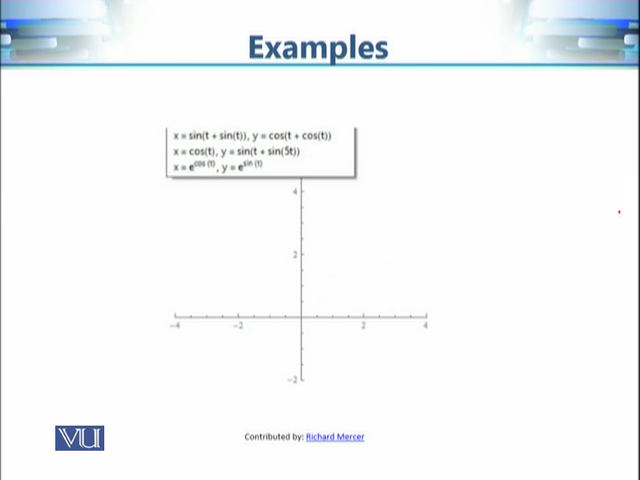 Examples
x = sin(t + sin(t)), y = cos(t + cos(t))
x = cos(t), y = sin(t + sin(5t))
x = e^cos (t), y = e^sin (t)
4
2
-4 -2 2 4
-2
VU
Contributed by: Richard Mercer